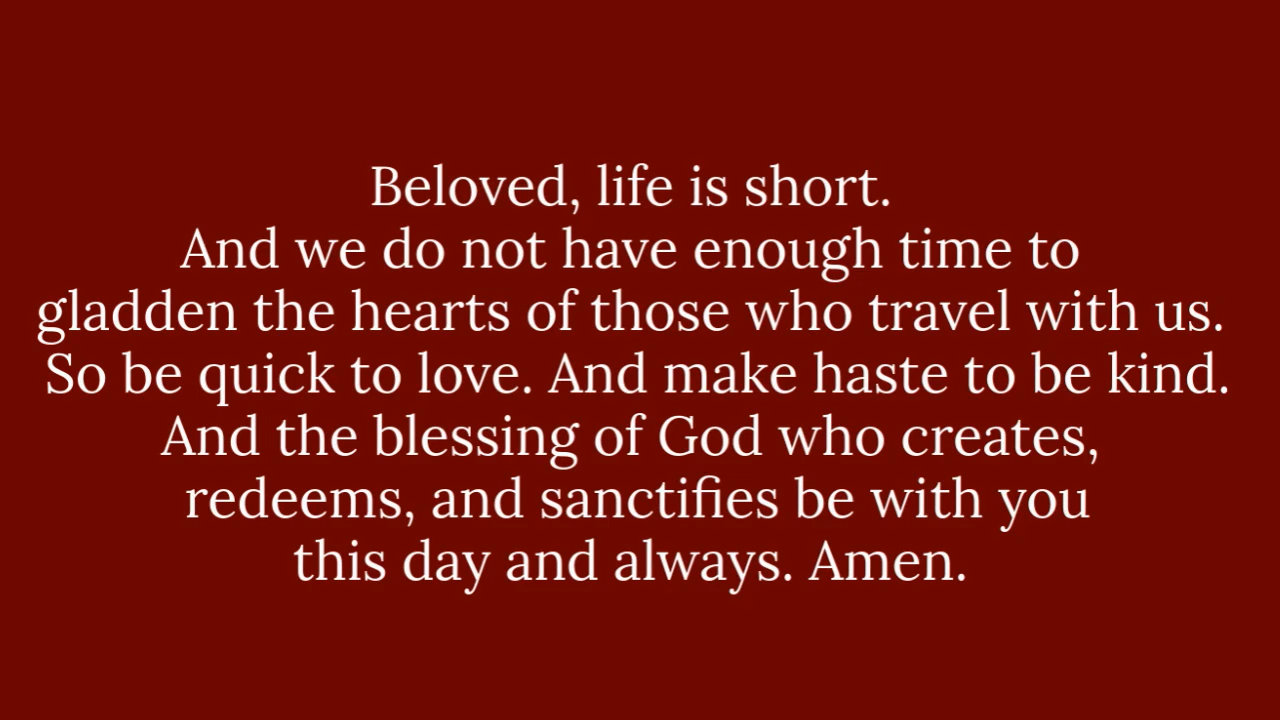 Beloved, life is short.
And we do not have enough time to
gladden the hearts of those who travel with us.
So be quick to love. And make haste to be kind.
And the blessing of God who creates,
redeems, and sanctifies be with you
this day and always. Amen.